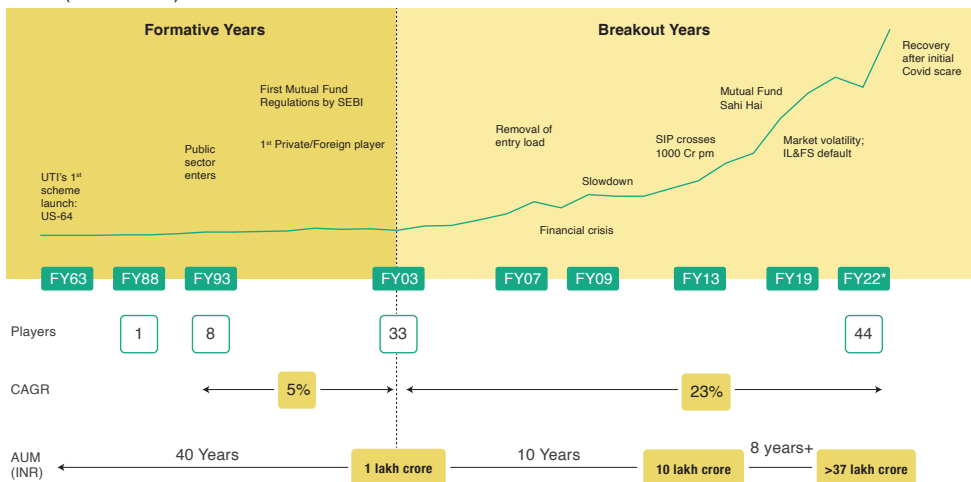 Formative Years
Breakout Years
Recovery
after initial
Covid scare
First Mutual Fund
Regulations by SEBI
Mutual Fund
Sahi Hai
Removal of
entry load
SIP crosses
1000 Cr pm
Market volatility;
IL&FS default
1st Private/Foreign player
Public
sector
enters
UTI's 1st
scheme
launch:
US-64
Slowdown
Financial crisis
FY63 FY88 FY93 FY03 FY07 FY09 FY13 FY19 FY22*
Players 1 8 33 44
CAGR 5% 23%
AUM
(INR)
40 Years 1 lakh crore 10 Years 10 lakh crore 8 years+ >37 lakh crore